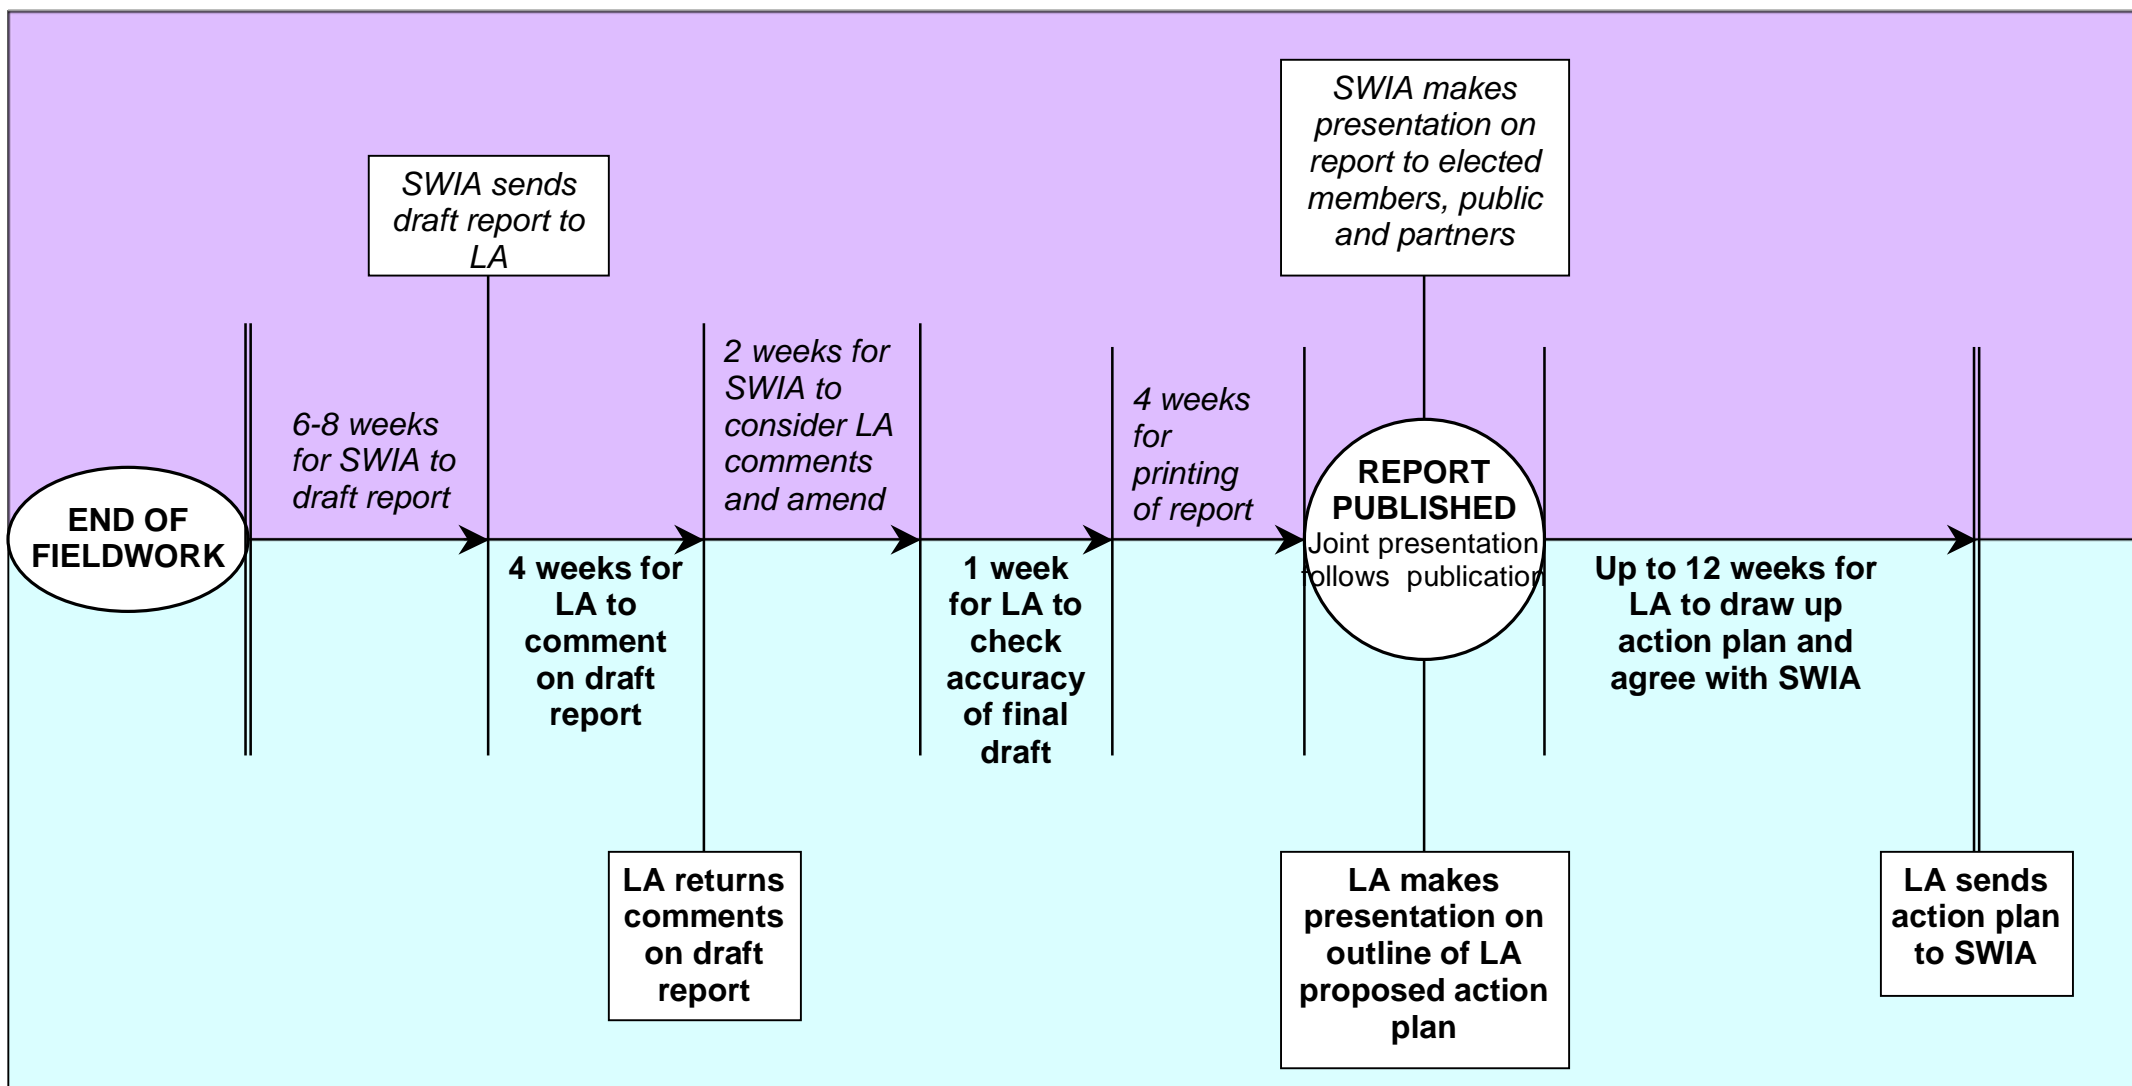 SWIA makes
presentation on
report to elected
members, public
and partners
SWIA sends
draft report to
LA
2 weeks for
SWIA to
consider LA
comments
and amend
4 weeks
for
printing
of report
6-8 weeks
for SWIA to
draft report
END OF
FIELDWORK
REPORT
PUBLISHED
Joint presentation
follows publication
4 weeks for
LA to
comment
on draft
report
1 week
for LA to
check
accuracy
of final
draft
Up to 12 weeks for
LA to draw up
action plan and
agree with SWIA
LA returns
comments
on draft
report
LA makes
presentation on
outline of LA
proposed action
plan
LA sends
action plan
to SWIA